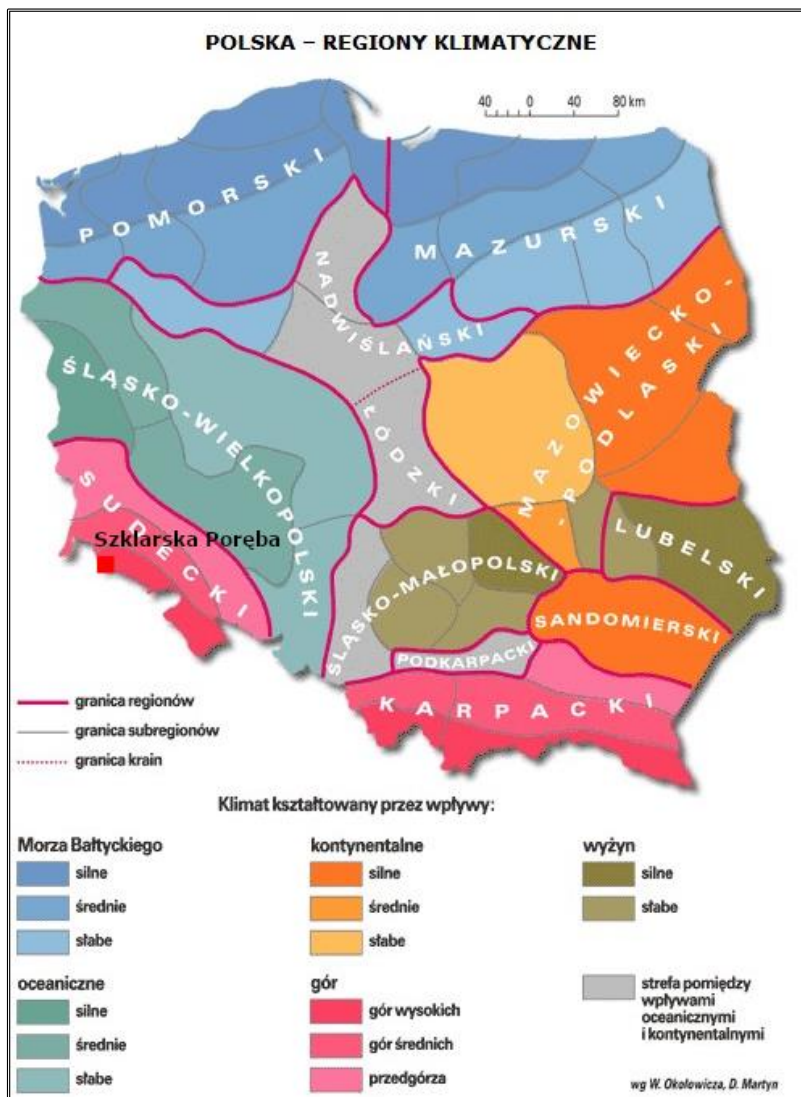 POLSKA – REGIONY KLIMATYCZNE
40 0 40 80 km
POMORSKI
MAZURSKI
NADWIŚLAŃSKI
MAZOWIECKO-
-PODLASKI
ŚLĄSKO-WIELKOPOLSKI
ŁÓDZKI
SUDECKI
Szklarska Poręba
LUBELSKI
ŚLĄSKO-MAŁOPOLSKI
SANDOMIERSKI
PODKARPACKI
KARPACKI
granica regionów
granica subregionów
granica krain
Klimat kształtowany przez wpływy:
Morza Bałtyckiego
silne
średnie
słabe
kontynentalne
silne
średnie
słabe
wyżyn
silne
słabe
oceaniczne
silne
średnie
słabe
gór
gór wysokich
gór średnich
przedgórza
strefa pomiędzy
wpływami
oceanicznymi
i kontynentalnymi
wg W. Okołowicza, D. Martyn